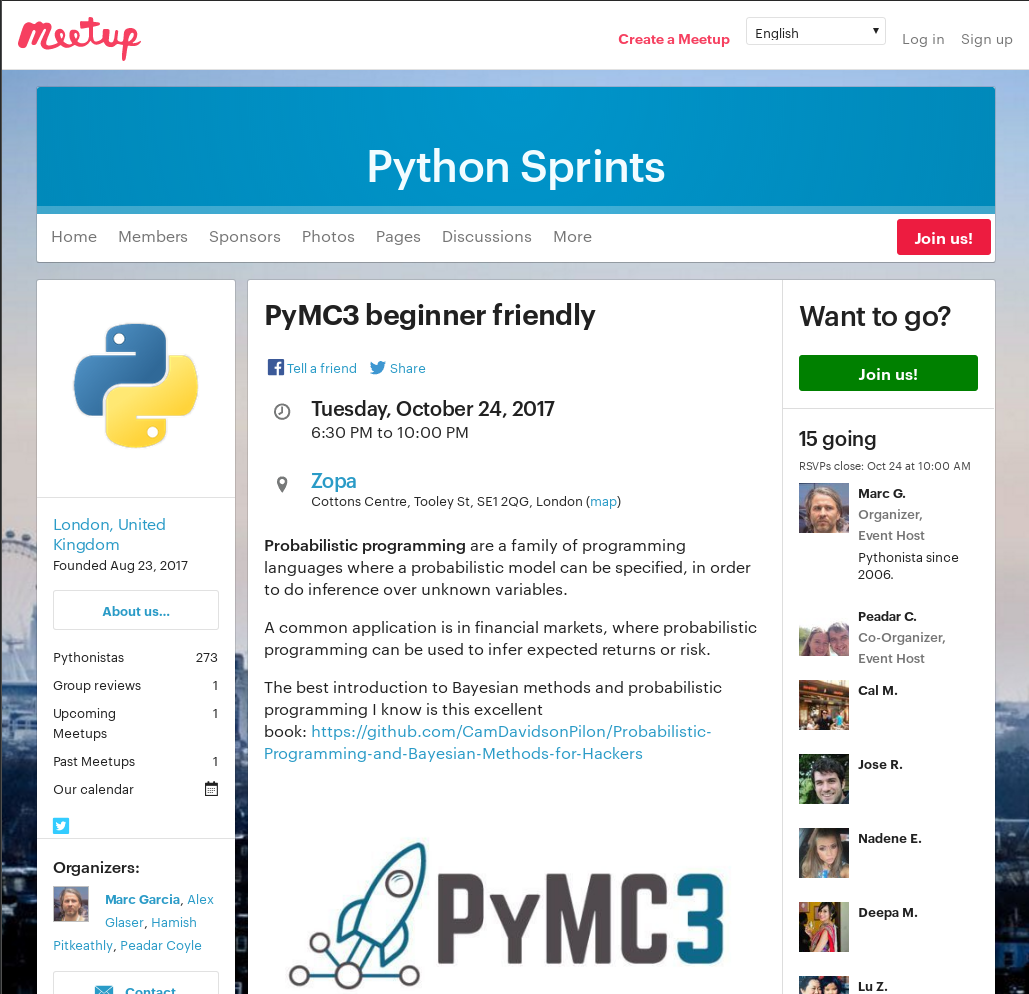 Meetup
Create a Meetup
English
Log in
Sign up
Python Sprints
Home
Members
Sponsors
Photos
Pages
Discussions
More
Join us!
London, United
Kingdom
Founded Aug 23, 2017
About us...
Pythonistas 273
Group reviews 1
Upcoming 1
Meetups
Past Meetups 1
Our calendar
Organizers:
Marc Garcia, Alex
Glaser, Hamish
Pitkeathly, Peadar Coyle
Contact
PyMC3 beginner friendly
Tell a friend
Share
Tuesday, October 24, 2017
6:30 PM to 10:00 PM
Zopa
Cottons Centre, Tooley St, SE1 2QG, London (map)
Probabilistic programming are a family of programming
languages where a probabilistic model can be specified, in order
to do inference over unknown variables.
A common application is in financial markets, where probabilistic
programming can be used to infer expected returns or risk.
The best introduction to Bayesian methods and probabilistic
programming I know is this excellent
book: https://github.com/CamDavidsonPilon/Probabilistic-
Programming-and-Bayesian-Methods-for-Hackers
PyMC3
Want to go?
Join us!
15 going
RSVPs close: Oct 24 at 10:00 AM
Marc G.
Organizer,
Event Host
Pythonista since
2006.
Peadar C.
Co-Organizer,
Event Host
Cal M.
Jose R.
Nadene E.
Deepa M.
Lu Z.